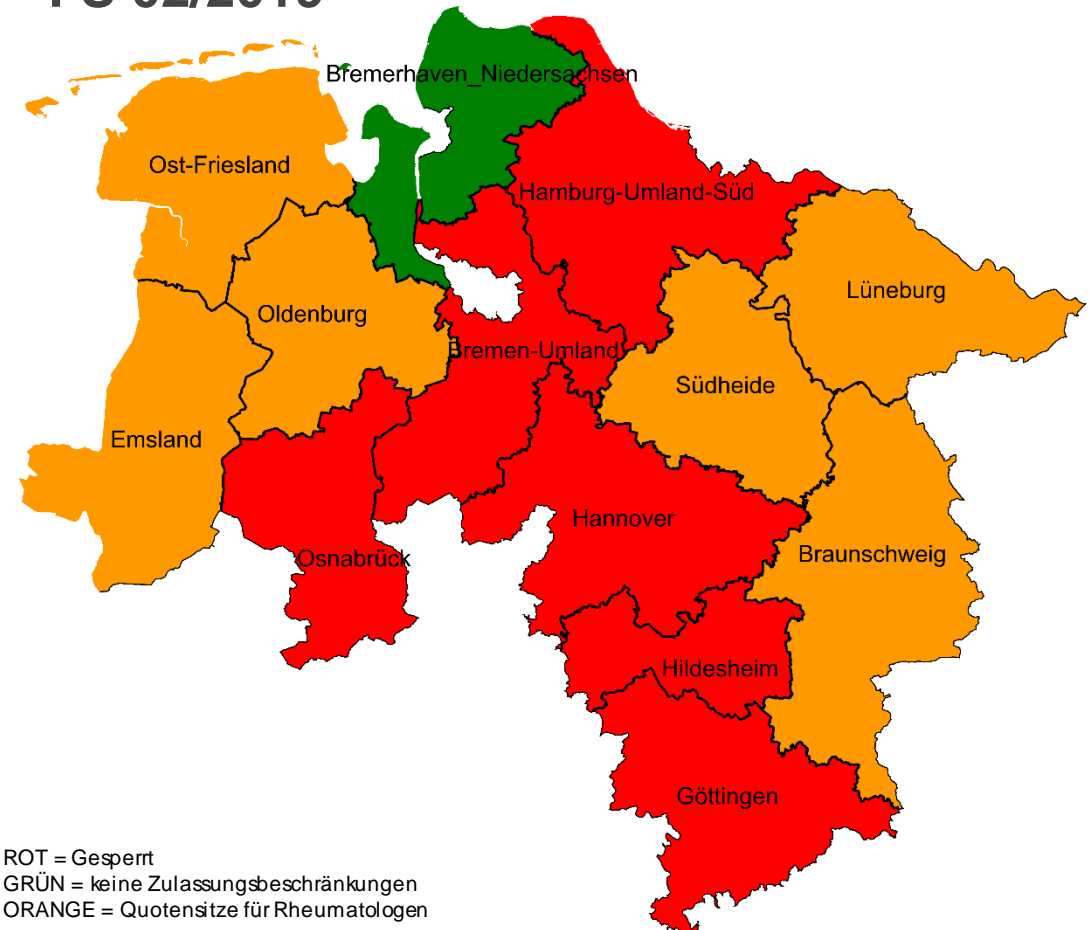 Bremerhaven_Niedersachsen
Ost-Friesland
Hamburg-Umland-Süd
Lüneburg
Oldenburg
Bremen-Umland
Südheide
Emsland
Hannover
Braunschweig
Osnabrück
Hildesheim
Göttingen
ROT = Gesperrt
GRÜN = keine Zulassungsbeschränkungen
ORANGE = Quotensitze für Rheumatologen